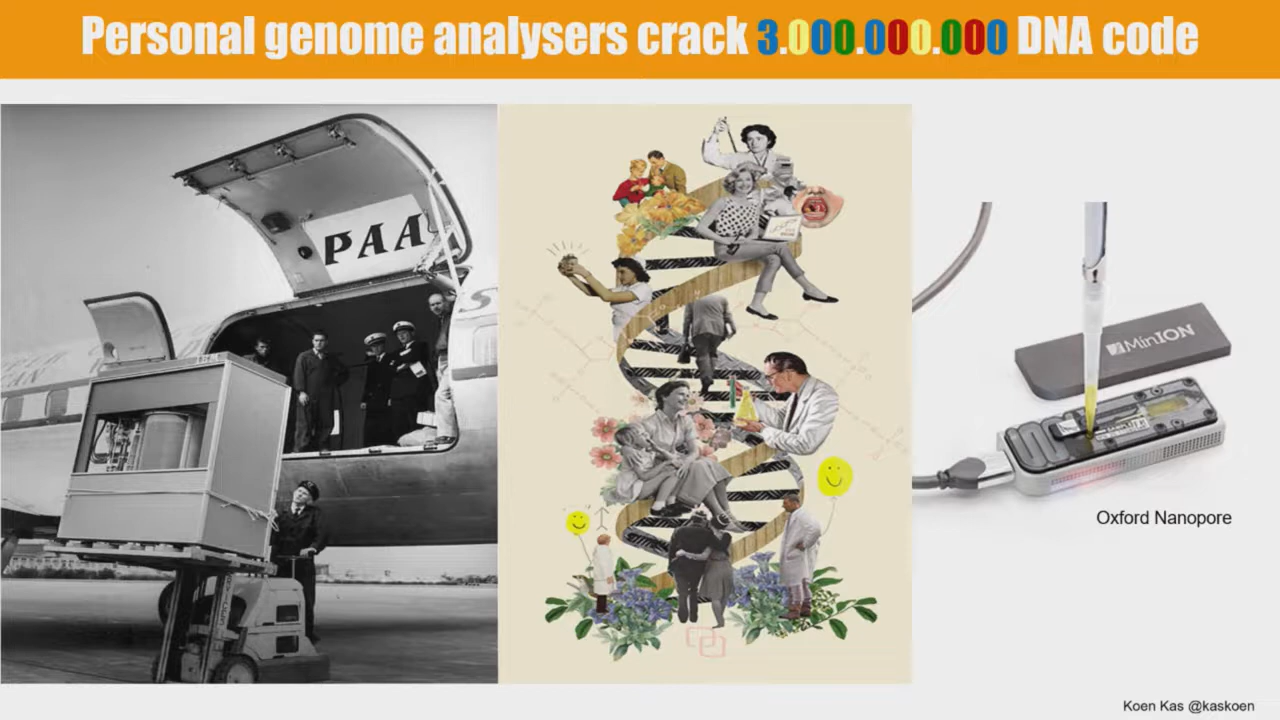 Personal genome analysers crack 3.000.000.000 DNA code
PAA
MinION
Oxford Nanopore
Koen Kas @kaskoen